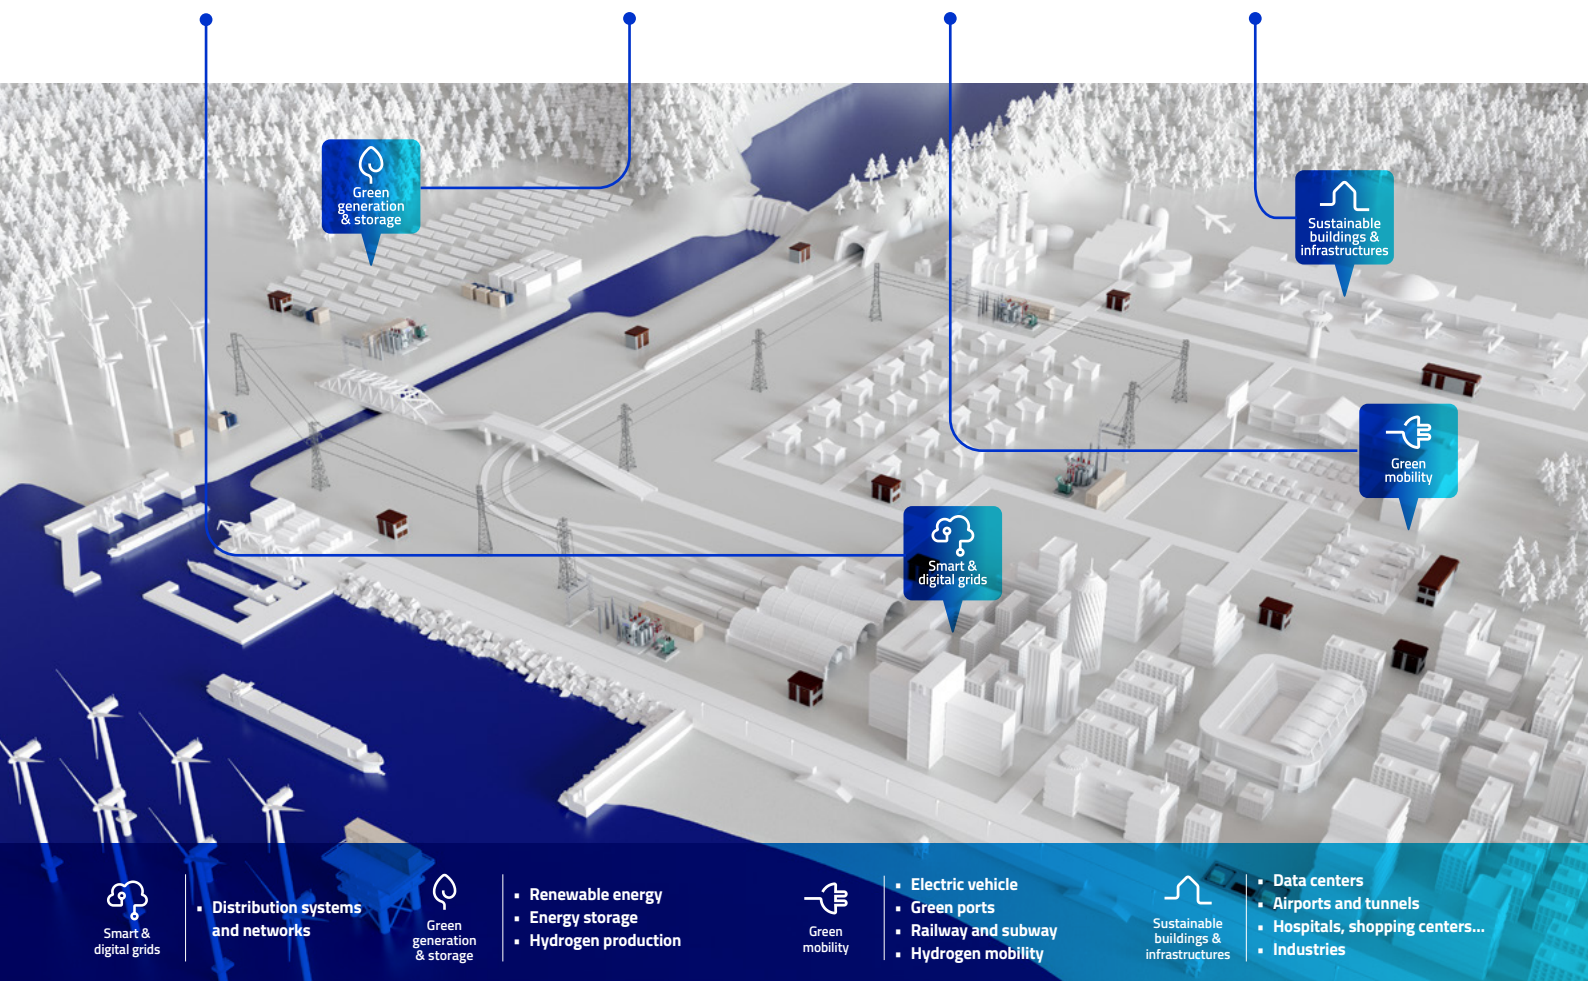 Green
generation
& storage
Sustainable
buildings &
infrastructures
Green
mobility
Smart &
digital grids
Smart &
digital grids
▪ Distribution systems
and networks
Green
generation
& storage
▪ Renewable energy
▪ Energy storage
▪ Hydrogen production
Green
mobility
▪ Electric vehicle
▪ Green ports
▪ Railway and subway
▪ Hydrogen mobility
Sustainable
buildings &
infrastructures
▪ Data centers
▪ Airports and tunnels
▪ Hospitals, shopping centers...
▪ Industries